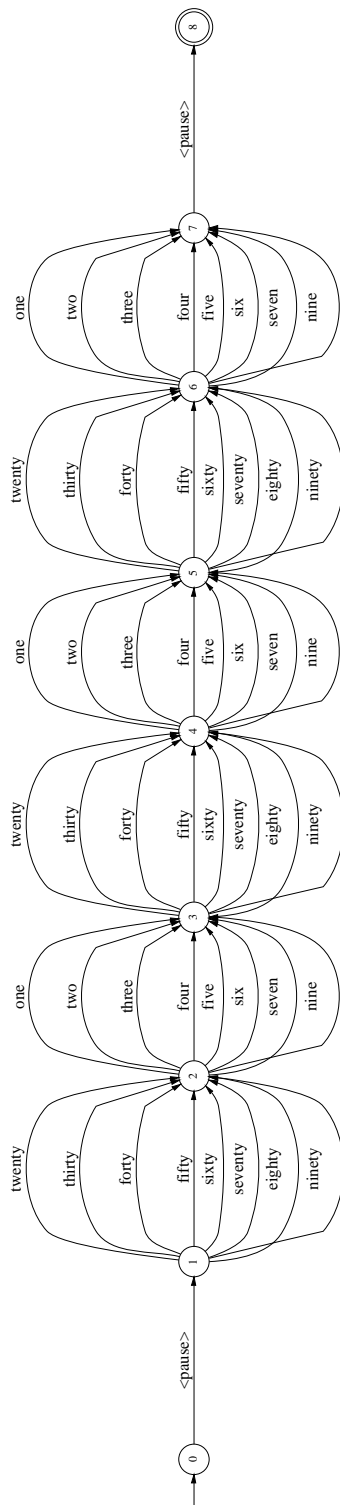 0
<pause>
1
twenty
thirty
forty
fifty
sixty
seventy
eighty
ninety
2
one
two
three
four
five
six
seven
nine
3
twenty
thirty
forty
fifty
sixty
seventy
eighty
ninety
4
one
two
three
four
five
six
seven
nine
5
twenty
thirty
forty
fifty
sixty
seventy
eighty
ninety
6
one
two
three
four
five
six
seven
nine
7
<pause>
8